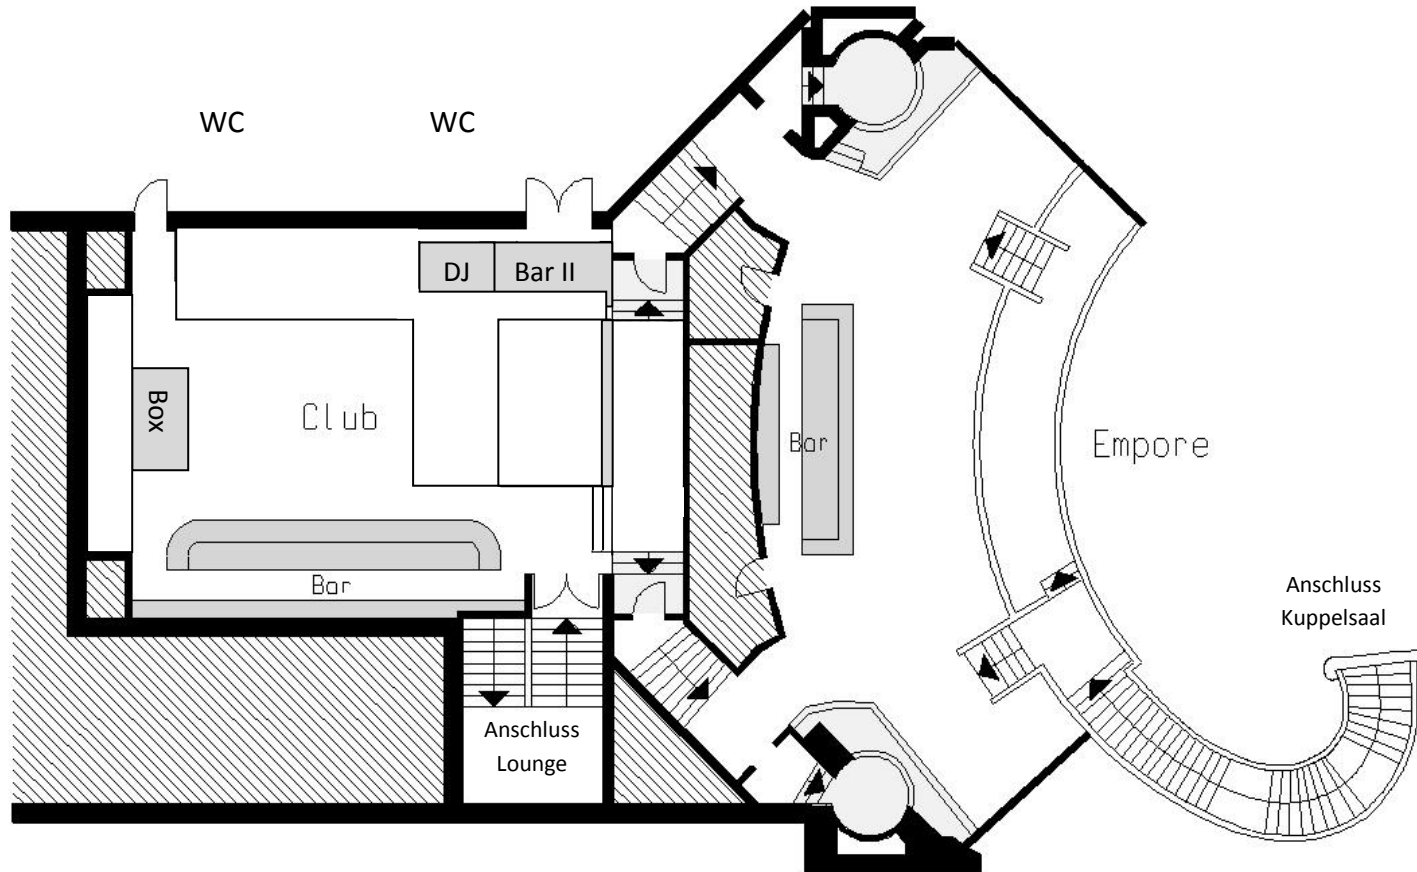 WC
WC
DJ
Bar II
Box
Club
Bar
Empore
Bar
Anschluss
Kuppelsaal
Anschluss
Lounge